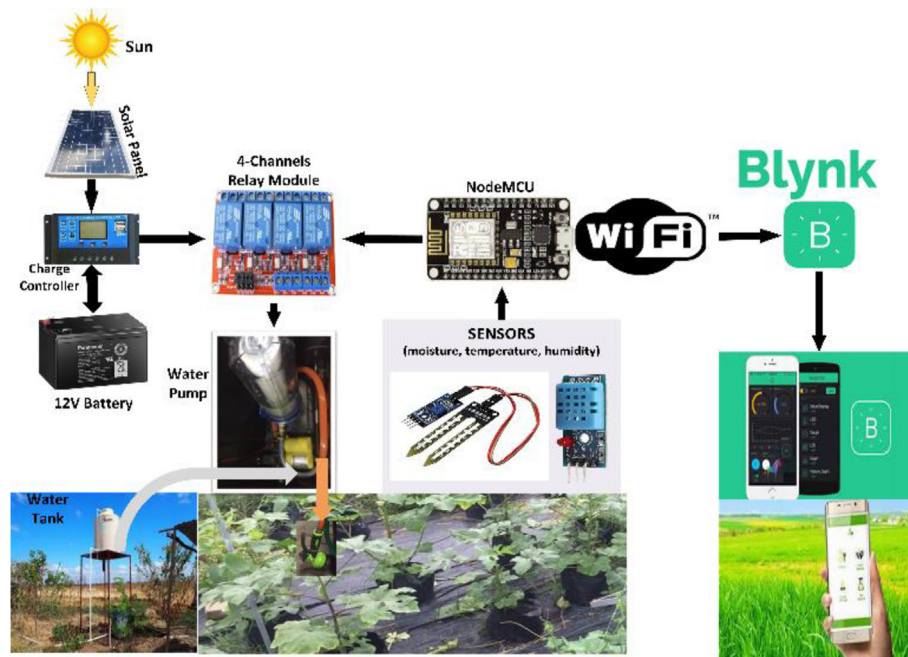 Sun
Solar Panel
4-Channels
Relay Module
NodeMCU
Blynk
WiFi™
B
Charge
Controller
SENSORS
(moisture, temperature, humidity)
Water
Pump
12V Battery
B
Water
Tank